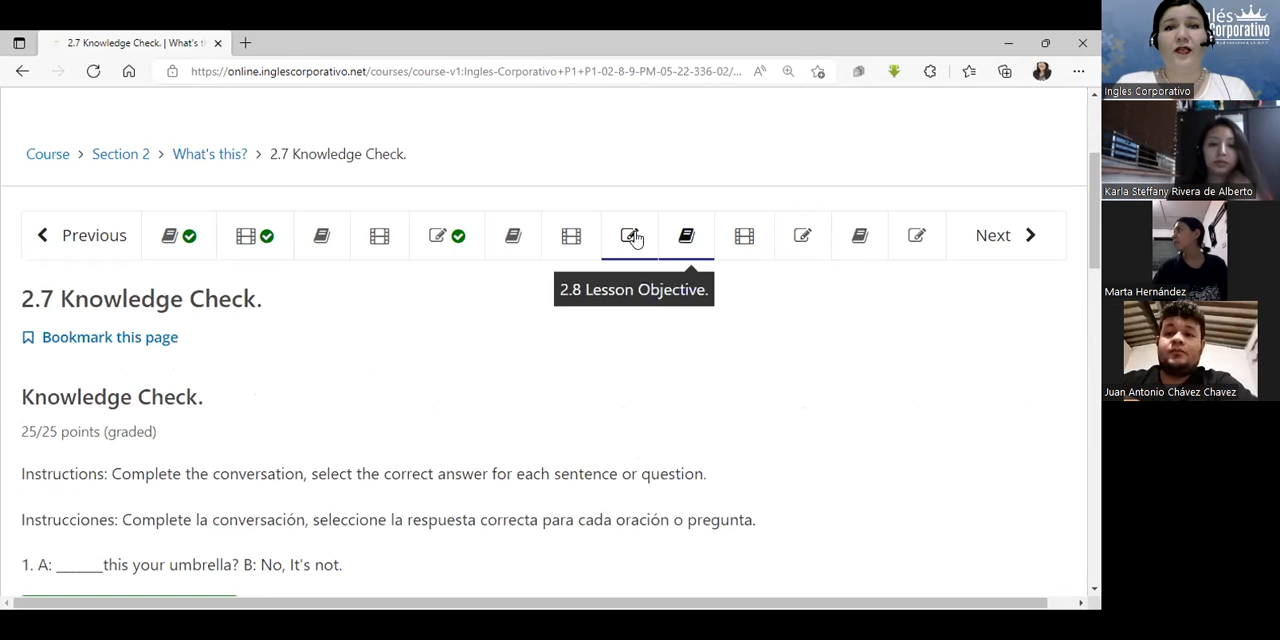 2.7 Knowledge Check. | What's th
https://online.inglescorporativo.net/courses/course-v1:Ingles-Corporativo+P1+P1-02-8-9-PM-05-22-336-02/...
Course > Section 2 > What's this? > 2.7 Knowledge Check.
Previous
Next
2.8 Lesson Objective.
2.7 Knowledge Check.
Bookmark this page
Knowledge Check.
25/25 points (graded)
Instructions: Complete the conversation, select the correct answer for each sentence or question.
Instrucciones: Complete la conversación, seleccione la respuesta correcta para cada oración o pregunta.
1. A: ______this your umbrella? B: No, It's not.
glés
orporativo
Ingles Corporativo
Karla Steffany Rivera de Alberto
Marta Hernández
Juan Antonio Chávez Chavez